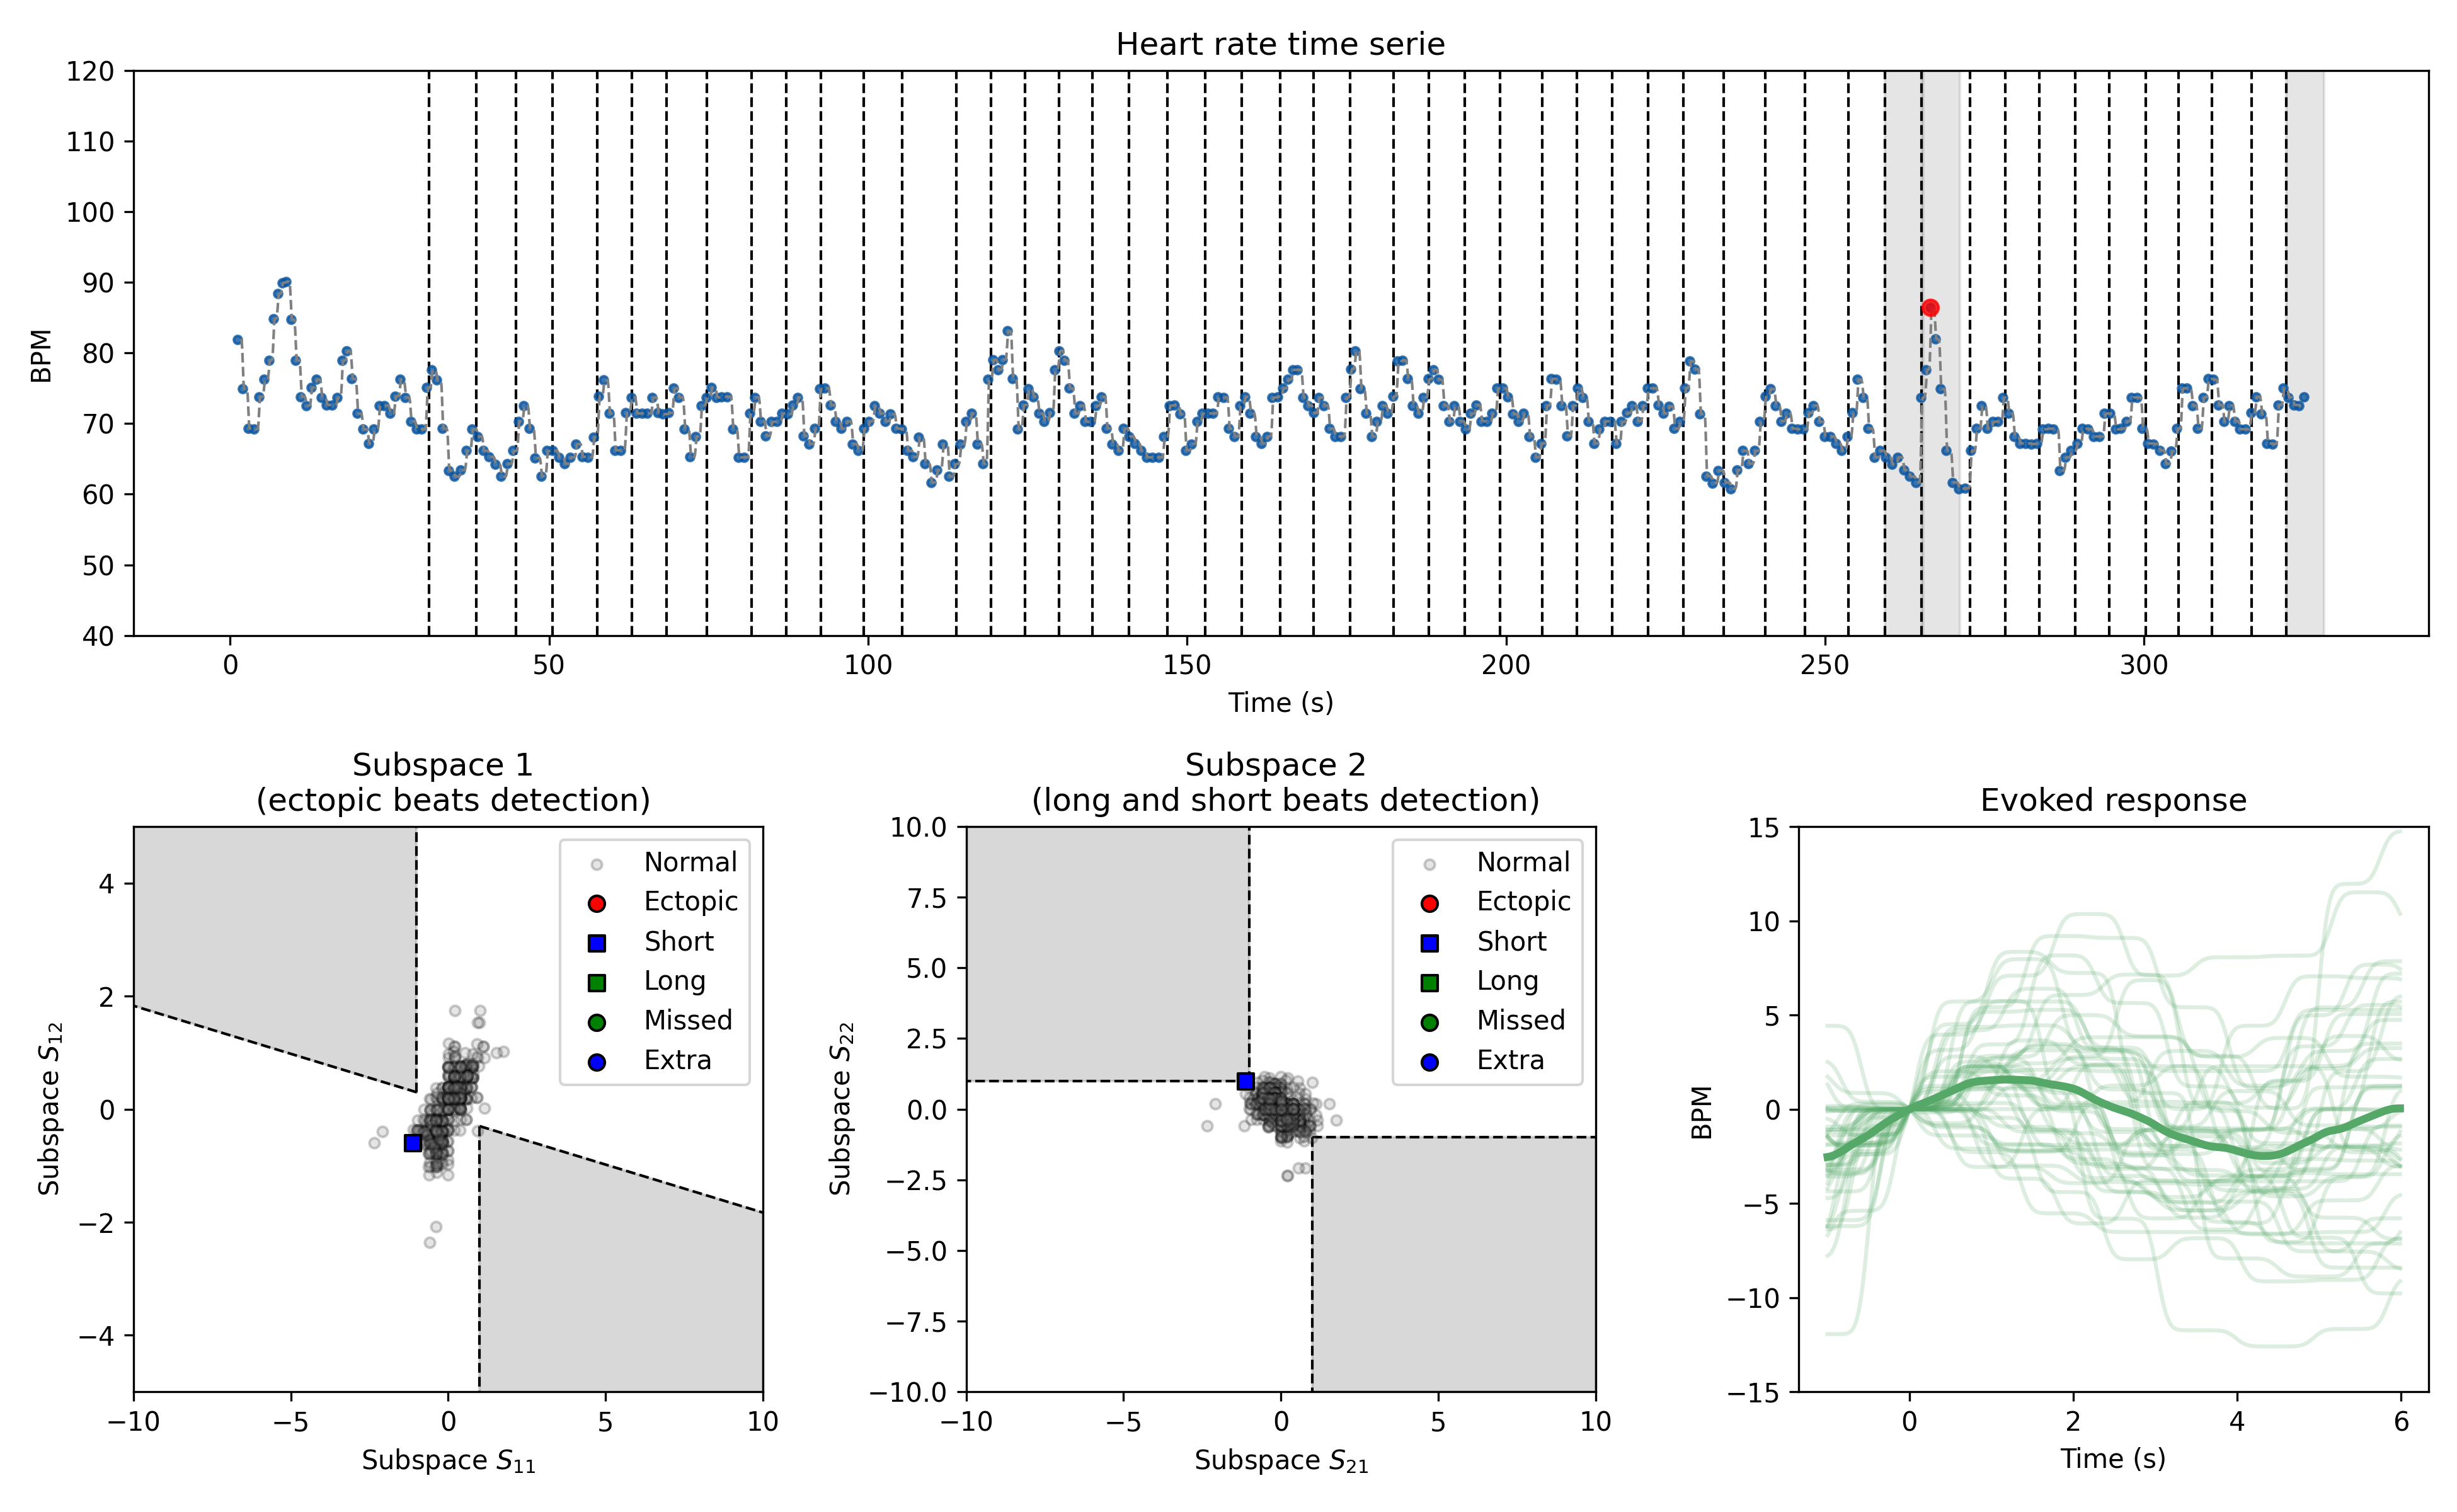 Heart rate time serie
120
110
100
90
80
70
60
50
40
BPM
0 50 100 150 200 250 300
Time (s)
Subspace 1
(ectopic beats detection)
4
2
0
−2
−4
Subspace S12
−10 −5 0 5 10
Subspace S11
Normal
Ectopic
Short
Long
Missed
Extra
Subspace 2
(long and short beats detection)
10.0
7.5
5.0
2.5
0.0
−2.5
−5.0
−7.5
−10.0
Subspace S22
−10 −5 0 5 10
Subspace S21
Normal
Ectopic
Short
Long
Missed
Extra
Evoked response
15
10
5
0
−5
−10
−15
BPM
0 2 4 6
Time (s)